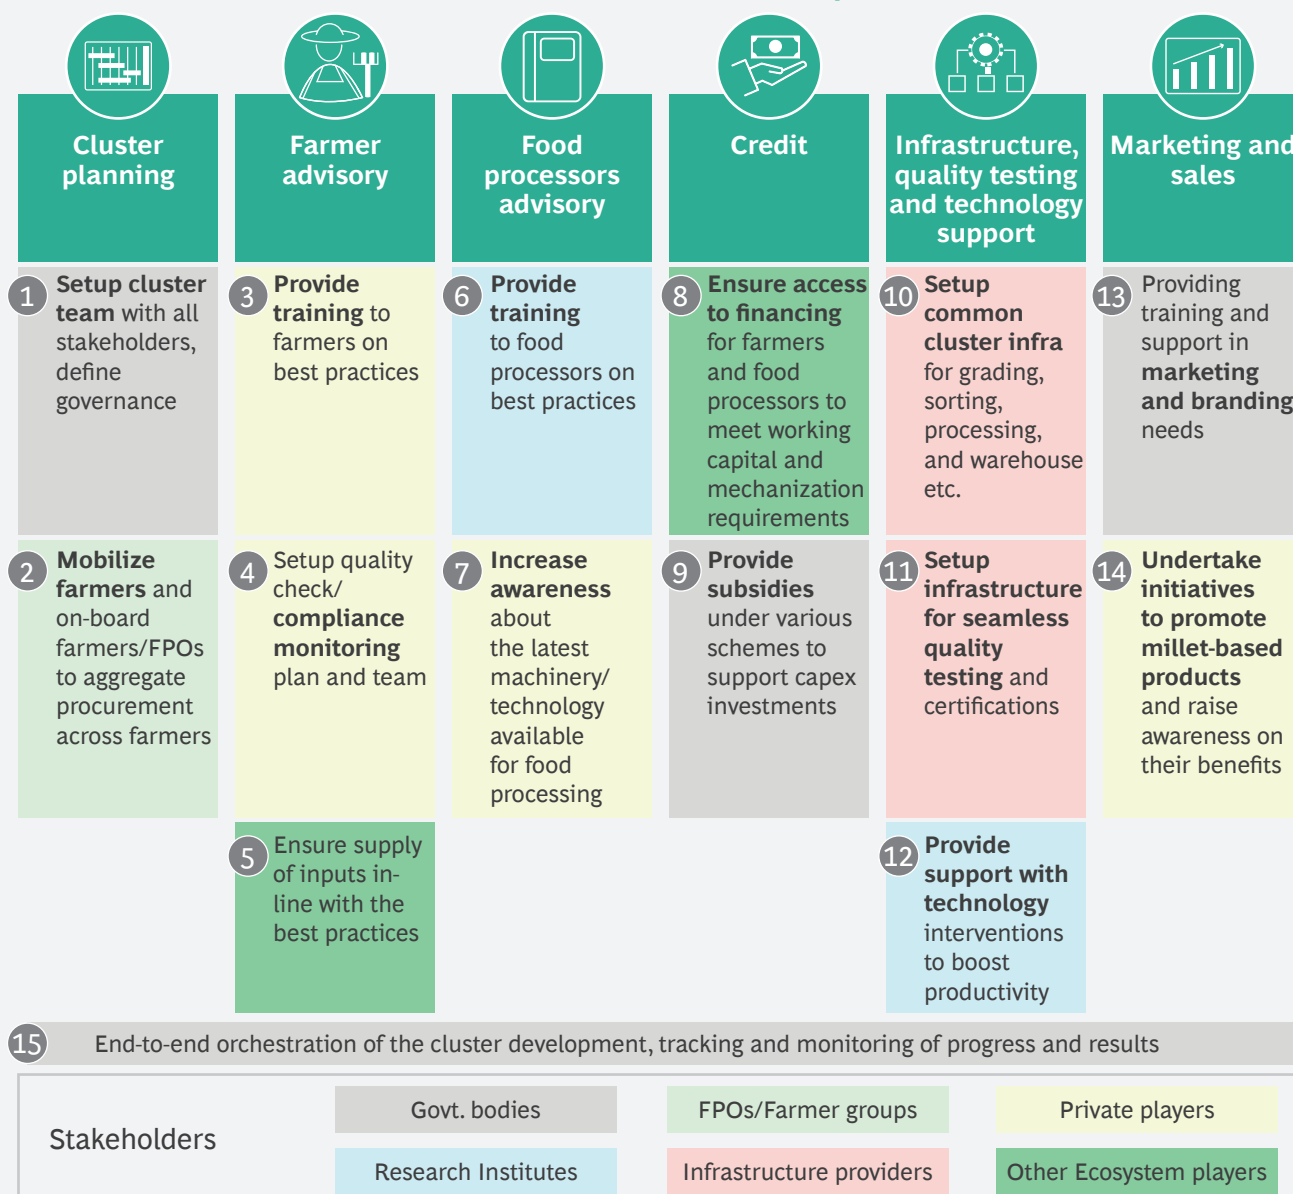 Cluster
planning
Farmer
advisory
Food
processors
advisory
Credit
Infrastructure,
quality testing
and technology
support
Marketing and
sales
1
Setup cluster
team with all
stakeholders,
define
governance
2
Mobilize
farmers and
on-board
farmers/FPOs
to aggregate
procurement
across farmers
3
Provide
training to
farmers on
best practices
4
Setup quality
check/
compliance
monitoring
plan and team
5
Ensure supply
of inputs in-
line with the
best practices
6
Provide
training
to food
processors on
best practices
7
Increase
awareness
about
the latest
machinery/
technology
available
for food
processing
8
Ensure access
to financing
for farmers
and food
processors to
meet working
capital and
mechanization
requirements
9
Provide
subsidies
under various
schemes to
support capex
investments
10
Setup
common
cluster infra
for grading,
sorting,
processing,
and warehouse
etc.
11
Setup
infrastructure
for seamless
quality
testing and
certifications
12
Provide
support with
technology
interventions
to boost
productivity
13
Providing
training and
support in
marketing
and branding
needs
14
Undertake
initiatives
to promote
millet-based
products
and raise
awareness on
their benefits
15
End-to-end orchestration of the cluster development, tracking and monitoring of progress and results
Stakeholders
Govt. bodies
FPOs/Farmer groups
Private players
Research Institutes
Infrastructure providers
Other Ecosystem players